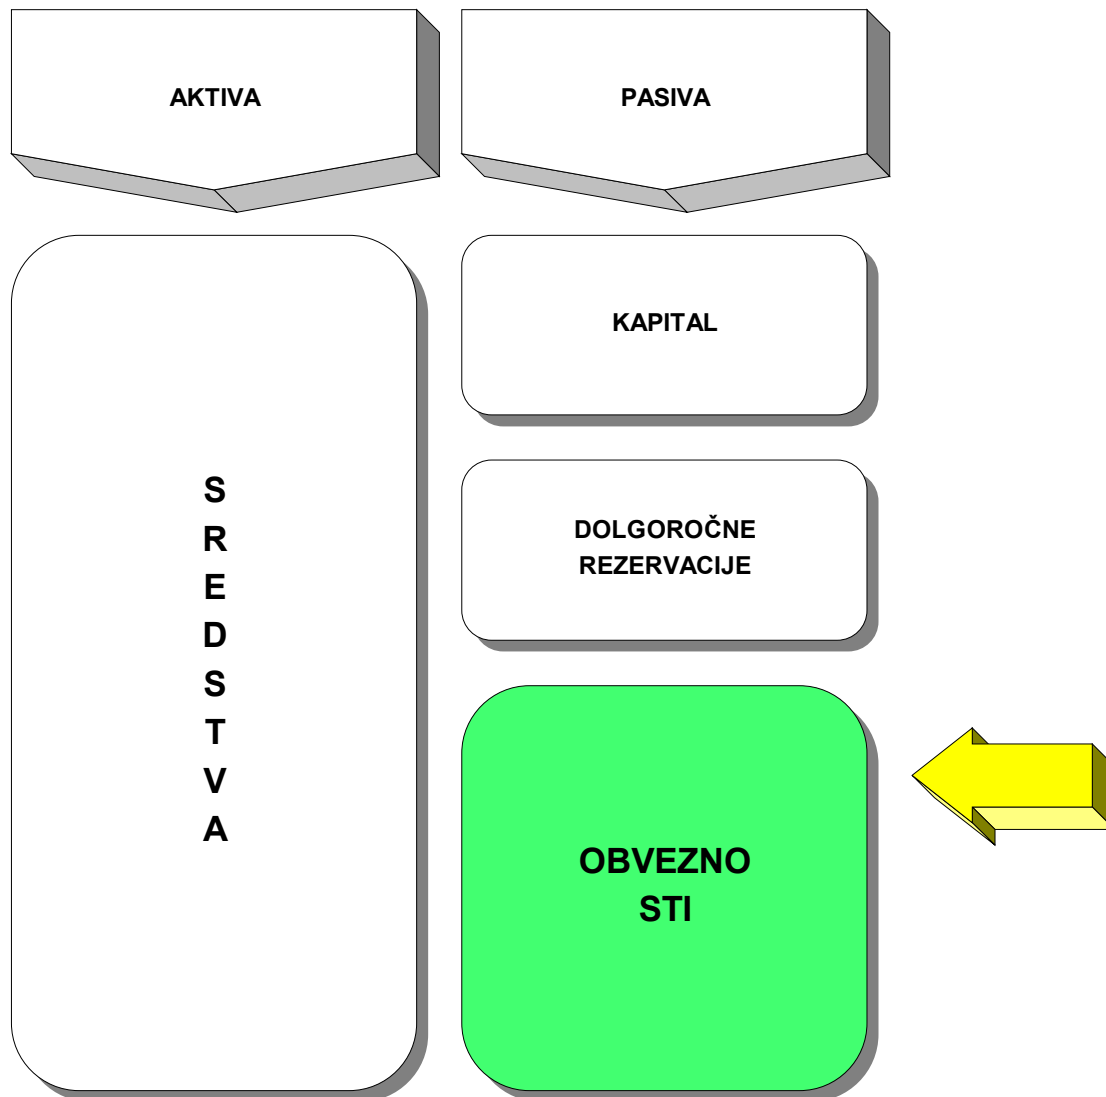 AKTIVA
PASIVA
KAPITAL
DOLGOROČNE
REZERVACIJE
S
R
E
D
S
T
V
A
OBVEZNO
STI